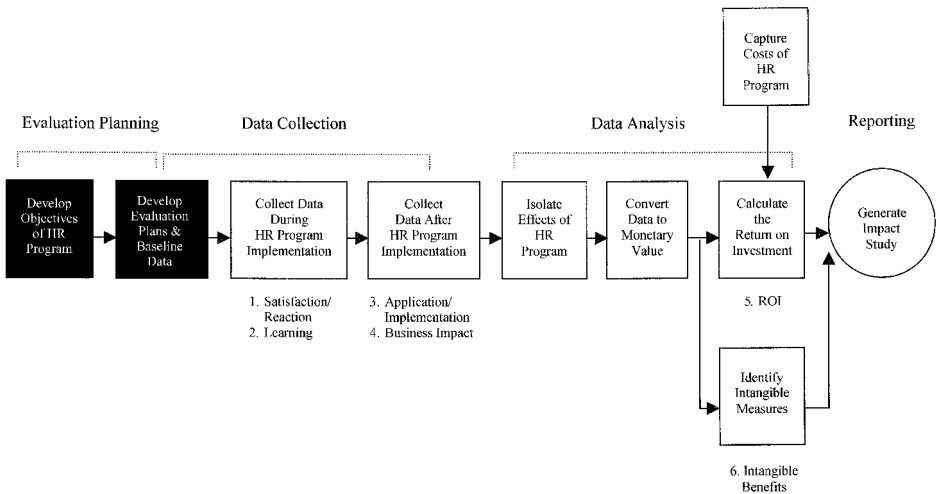 Capture
Costs of
HR
Program
Evaluation Planning
Data Collection
Data Analysis
Reporting
Develop
Objectives
of HR
Program
Develop
Evaluation
Plans &
Baseline
Data
Collect Data
During
HR Program
Implementation
Collect
Data After
HR Program
Implementation
Isolate
Effects of
HR
Program
Convert
Data to
Monetary
Value
Calculate
the
Return on
Investment
Generate
Impact
Study
1. Satisfaction/
Reaction
2. Learning
3. Application/
Implementation
4. Business Impact
5. ROI
Identify
Intangible
Measures
6. Intangible
Benefits